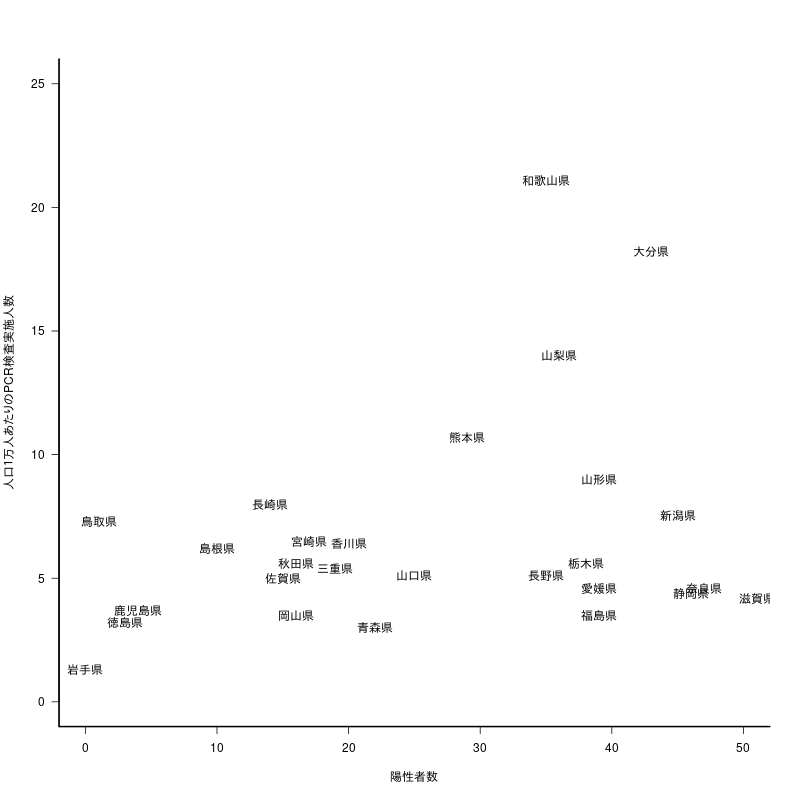 25
和歌山県
20
大分県
15
山梨県
熊本県
10
山形県
長崎県
新潟県
鳥取県
宮崎県
香川県
島根県
秋田県
栃木県
三重県
佐賀県
山口県
長野県
5
愛媛県
奈良県
静岡県
滋賀県
鹿児島県
岡山県
福島県
徳島県
青森県
岩手県
0
人口1万人あたりのPCR検査実施人数
0 10 20 30 40 50
陽性者数